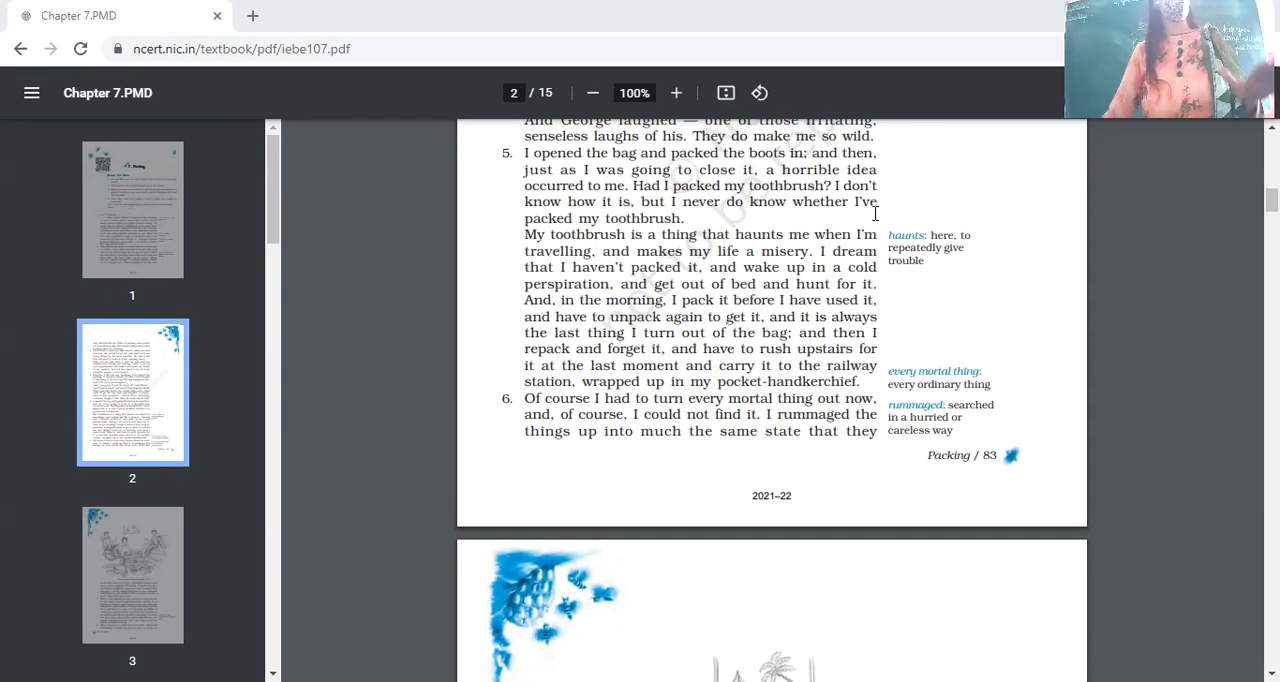 Chapter 7.PMD
ncert.nic.in/textbook/pdf/iebe107.pdf
Chapter 7.PMD
2 / 15
100%
And George laughed — one of those irritating,
senseless laughs of his. They do make me so wild.
5. I opened the bag and packed the boots in; and then,
just as I was going to close it, a horrible idea
occurred to me. Had I packed my toothbrush? I don't
know how it is, but I never do know whether I've
packed my toothbrush.
My toothbrush is a thing that haunts me when I'm
travelling, and makes my life a misery. I dream
that I haven't packed it, and wake up in a cold
perspiration, and get out of bed and hunt for it.
And, in the morning, I pack it before I have used it,
and have to unpack again to get it, and it is always
the last thing I turn out of the bag; and then I
repack and forget it, and have to rush upstairs for
it at the last moment and carry it to the railway
station, wrapped up in my pocket-handkerchief.
6. Of course I had to turn every mortal thing out now,
and, of course, I could not find it. I rummaged the
things up into much the same state that they
haunts: here, to
repeatedly give
trouble
every mortal thing:
every ordinary thing
rummaged: searched
in a hurried or
careless way
Packing / 83
2021–22
1
2
3